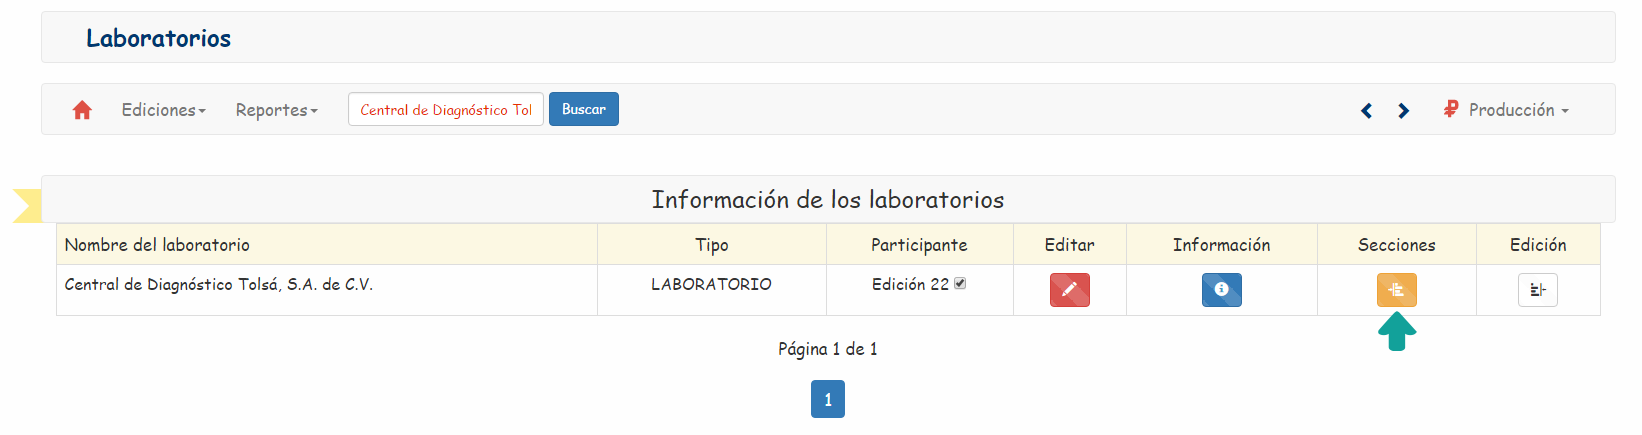 Laboratorios
Ediciones Reportes Central de Diagnóstico Tol Buscar Producción
Información de los laboratorios
Nombre del laboratorio Tipo Participante Editar Información Secciones Edición
Central de Diagnóstico Tolsá, S.A. de C.V. LABORATORIO Edición 22
Página 1 de 1
1